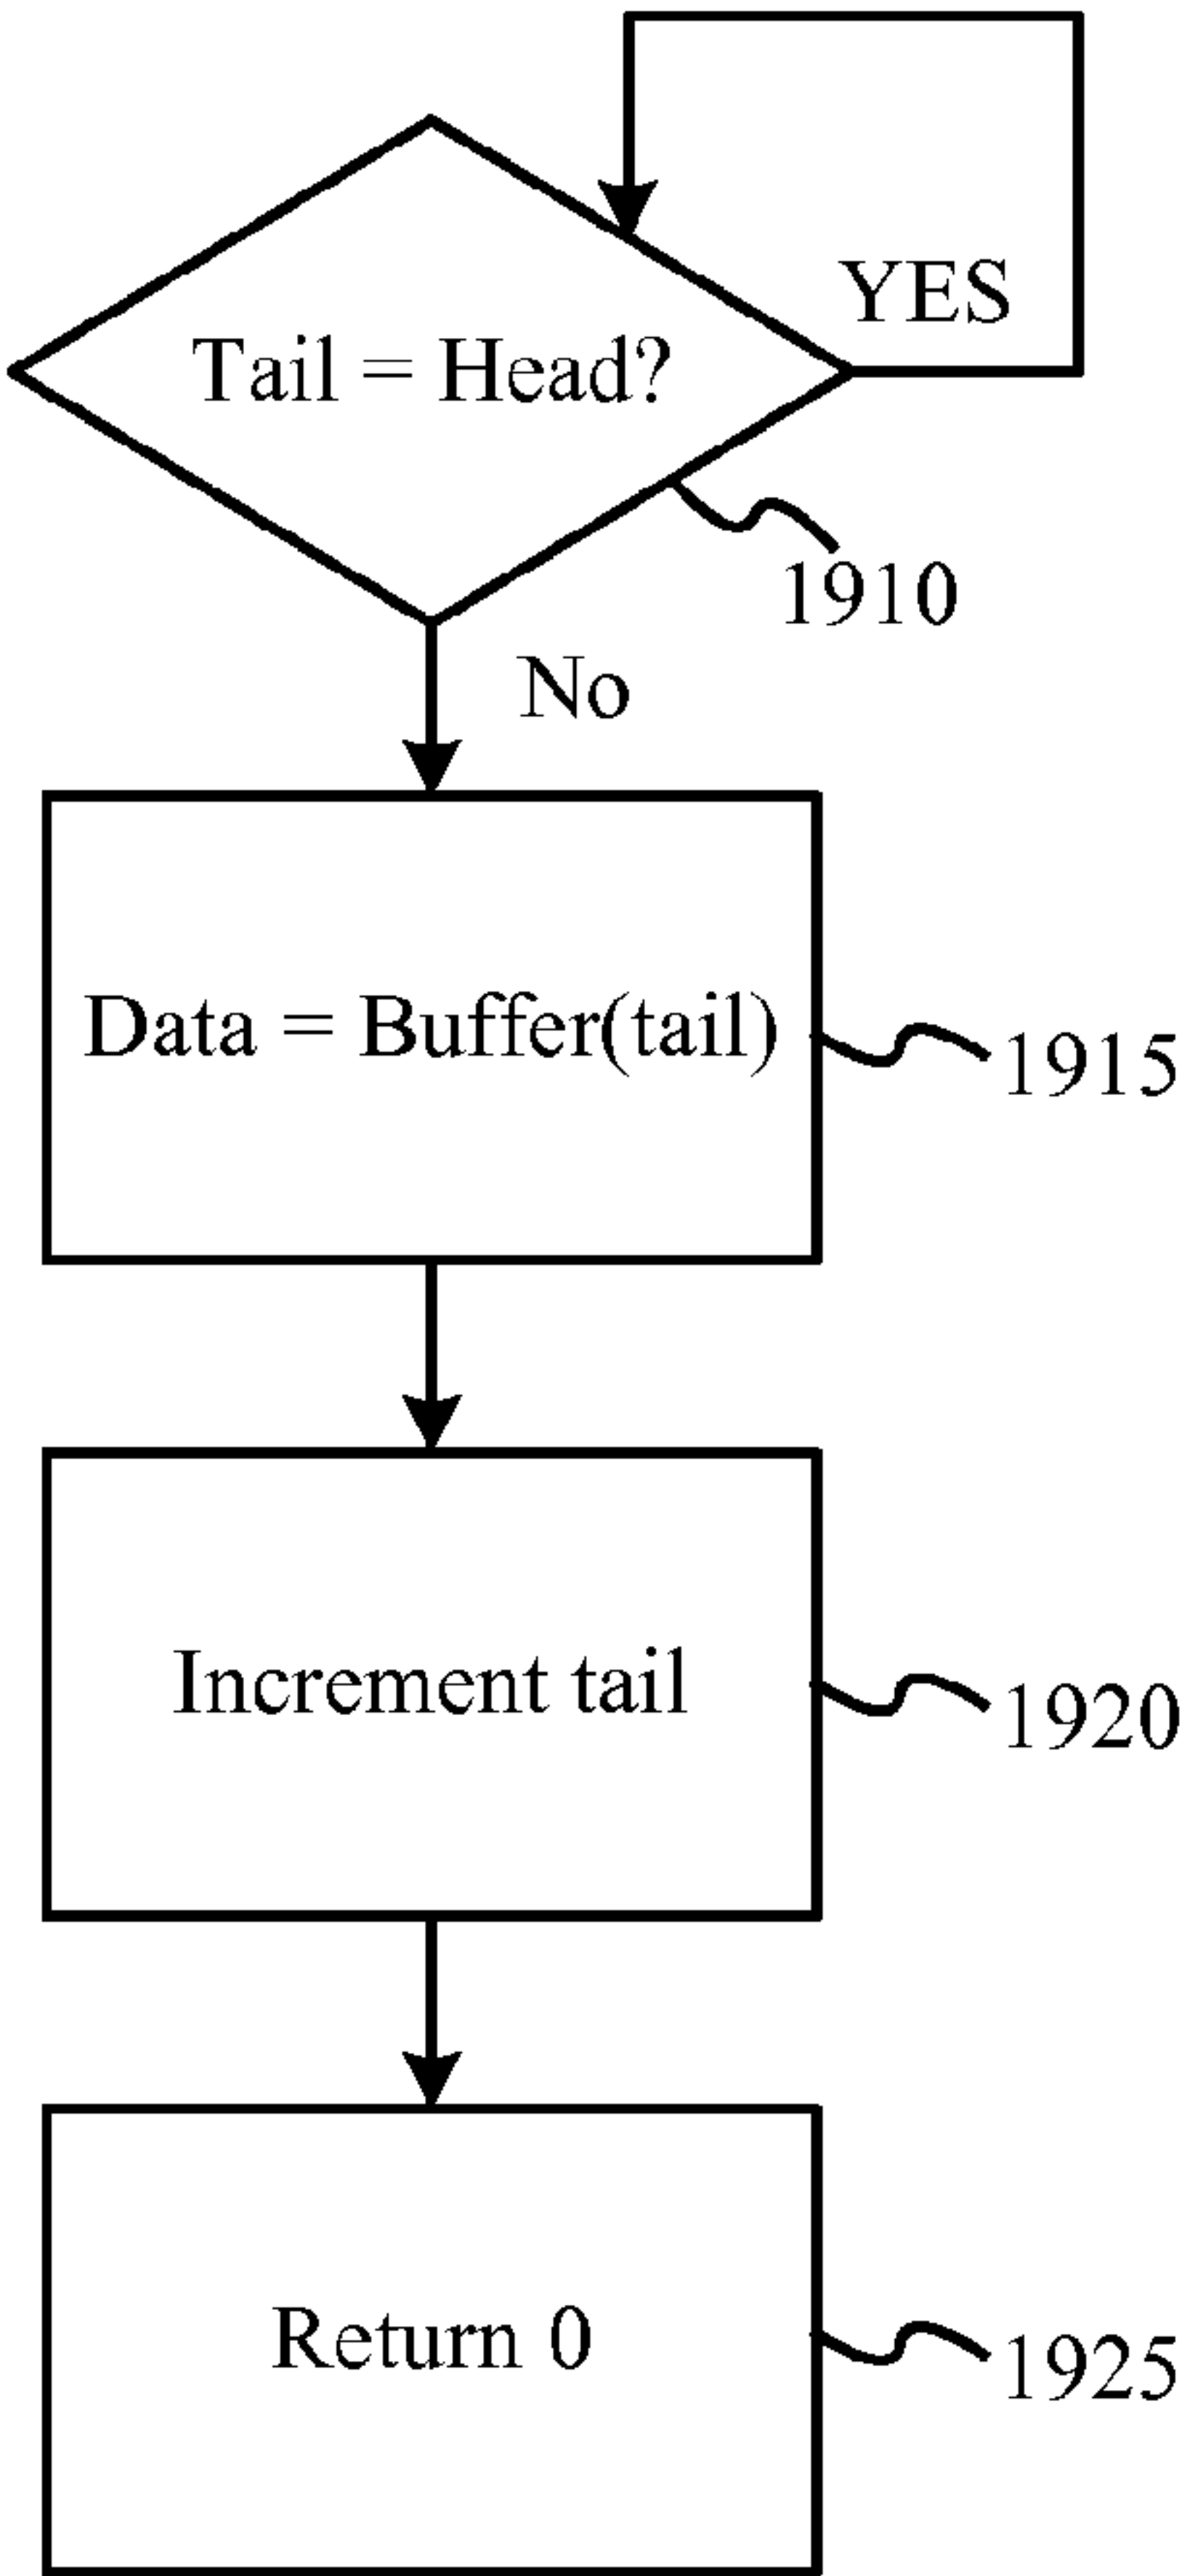 Tail = Head?
YES
1910
No
Data = Buffer(tail)
1915
Increment tail
1920
Return 0
1925